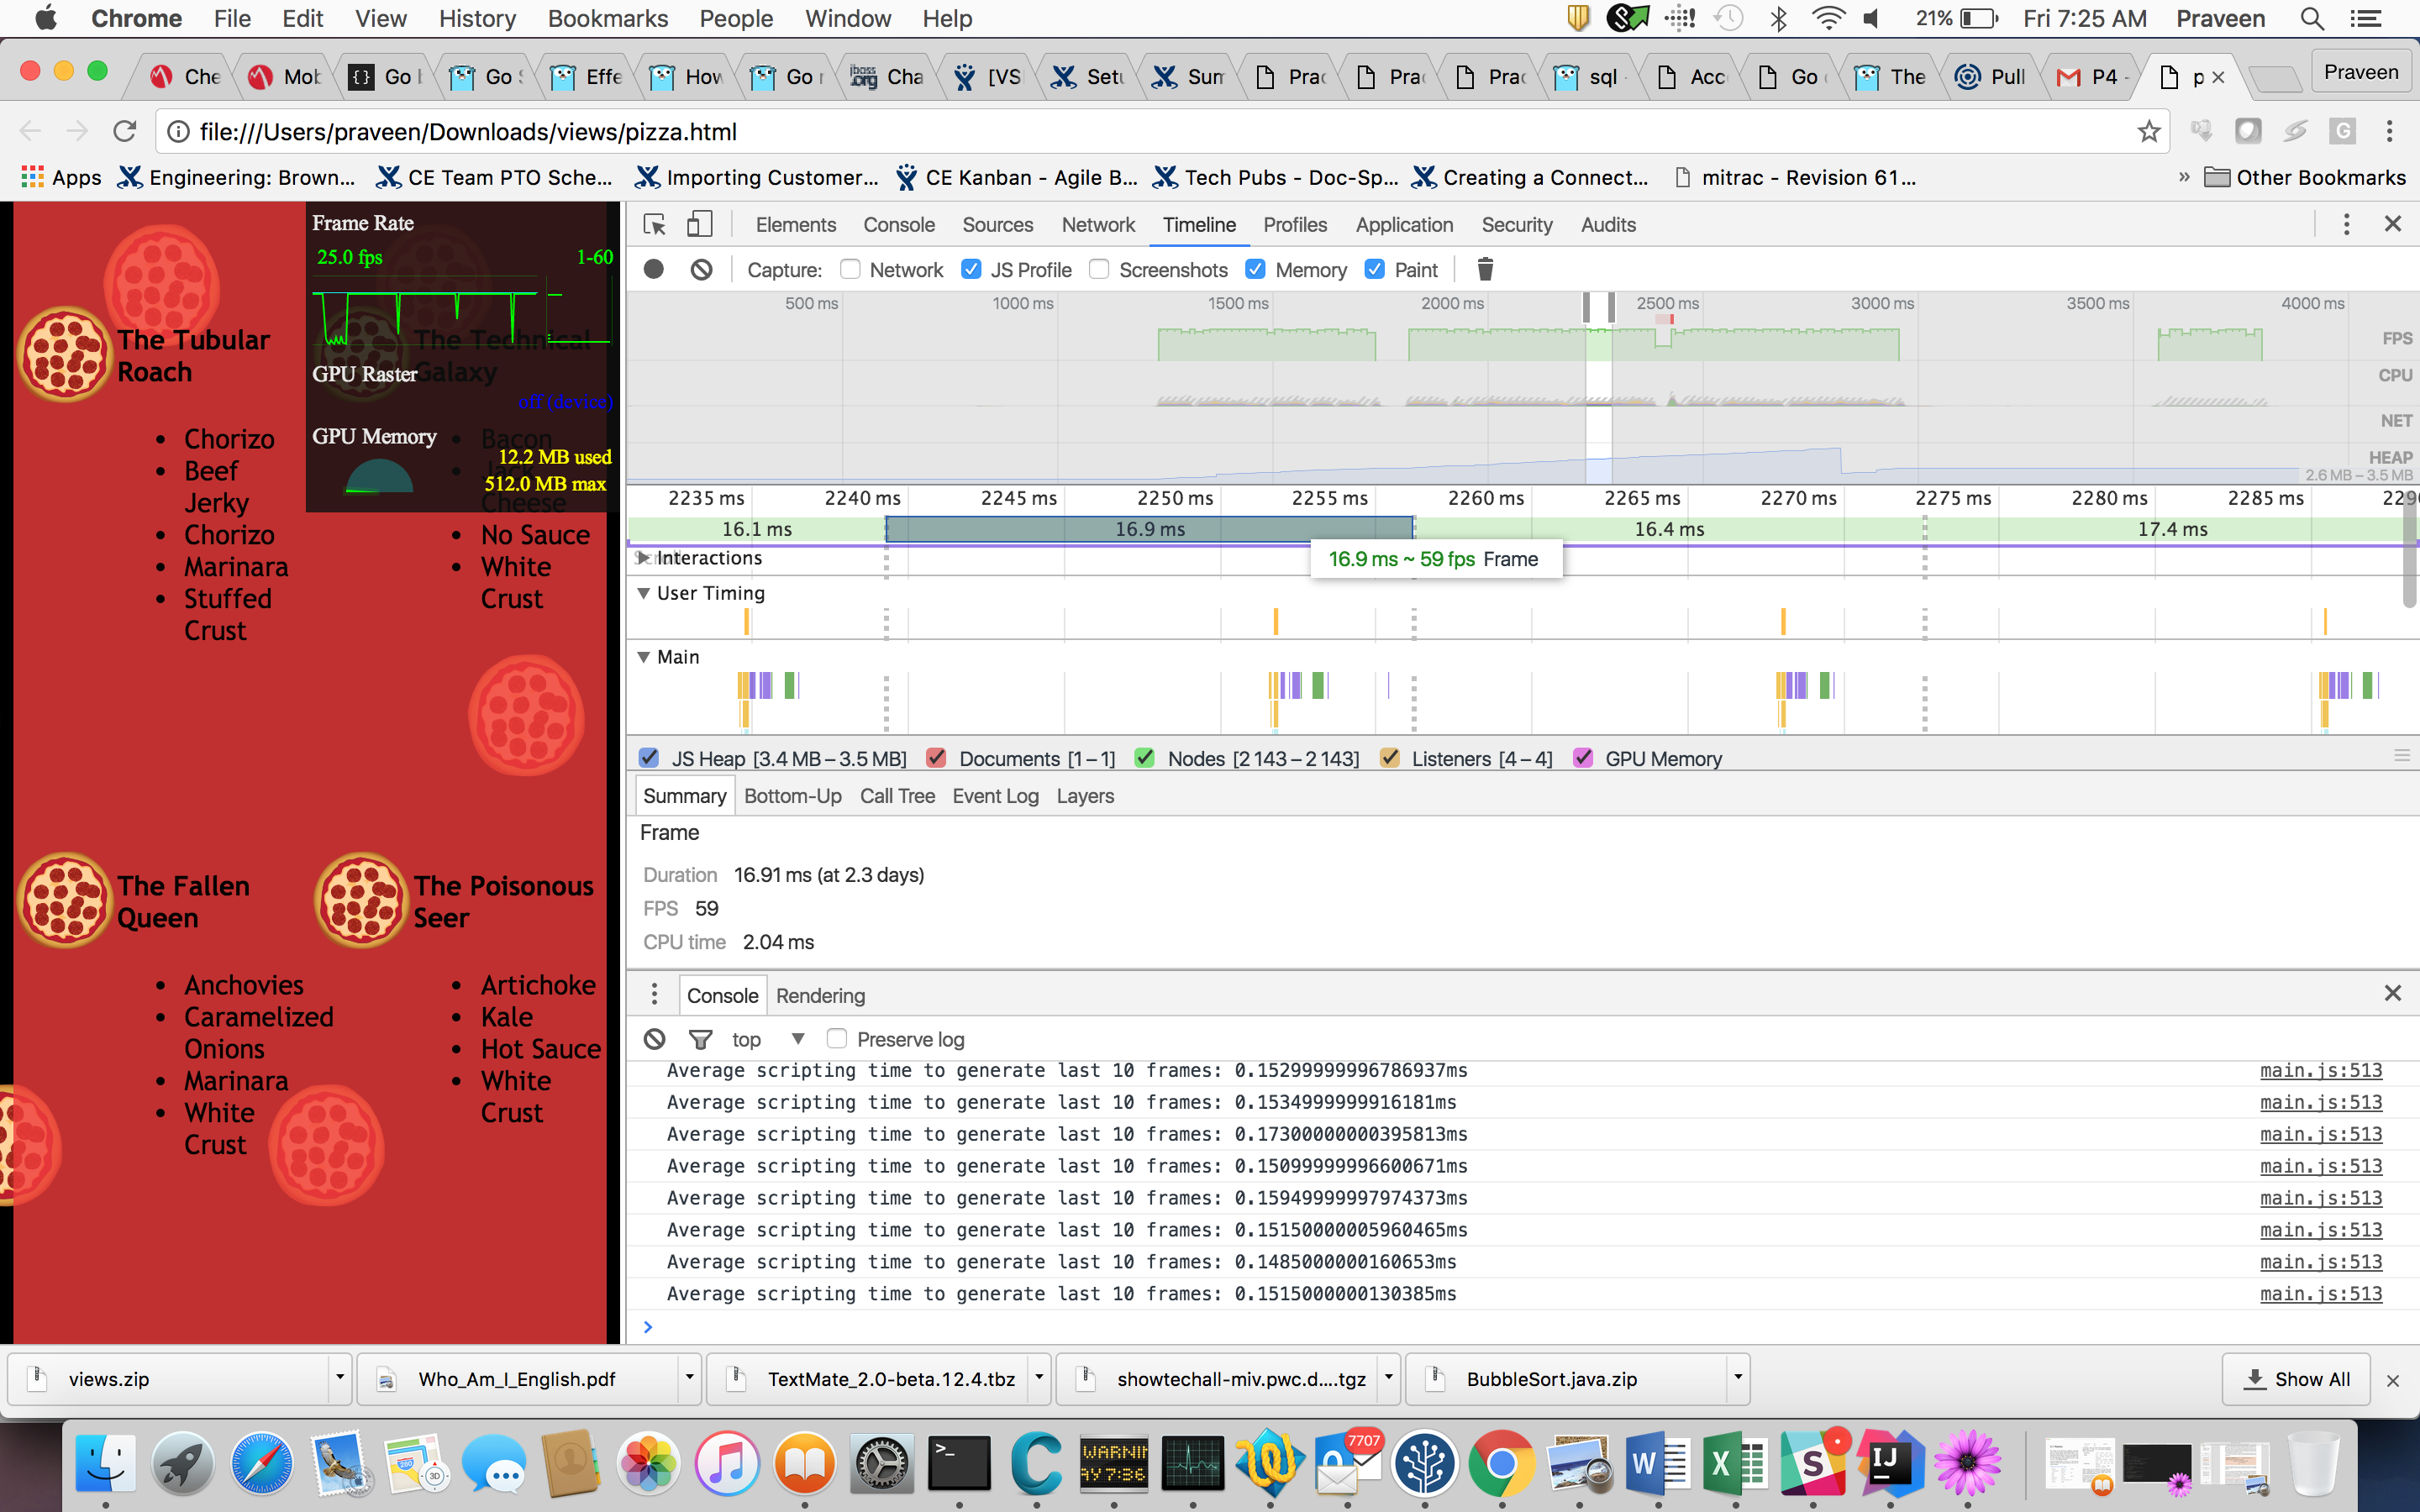 Chrome File Edit View History Bookmarks People Window Help 21% Fri 7:25 AM Praveen
Che Mob Go Go Effe How Go Cha [VS Setu Sum Prac Prac Prac sql Acc Go The Pull P4 - p Praveen
file:///Users/praveen/Downloads/views/pizza.html
Apps Engineering: Brown... CE Team PTO Sche... Importing Customer... CE Kanban - Agile B... Tech Pubs - Doc-Sp... Creating a Connect... mitrac - Revision 61... » Other Bookmarks
Frame Rate
25.0 fps 1-60
GPU Raster
off (device)
GPU Memory
12.2 MB used
512.0 MB max
The Tubular
Roach
• Chorizo
• Beef
Jerky
• Chorizo
• Marinara
• Stuffed
Crust
The Technical
Galaxy
• Bacon
• Jack
Cheese
• No Sauce
• White
Crust
The Fallen
Queen
• Anchovies
• Caramelized
Onions
• Marinara
• White
Crust
The Poisonous
Seer
• Artichoke
• Kale
• Hot Sauce
• White
Crust
Elements Console Sources Network Timeline Profiles Application Security Audits
Capture: Network JS Profile Screenshots Memory Paint
500 ms 1000 ms 1500 ms 2000 ms 2500 ms 3000 ms 3500 ms 4000 ms
FPS
CPU
NET
HEAP
2.6 MB – 3.5 MB
2235 ms 2240 ms 2245 ms 2250 ms 2255 ms 2260 ms 2265 ms 2270 ms 2275 ms 2280 ms 2285 ms 229
16.1 ms 16.9 ms 16.4 ms 17.4 ms
Interactions
16.9 ms ~ 59 fps Frame
User Timing
Main
JS Heap [3.4 MB – 3.5 MB] Documents [1 – 1] Nodes [2 143 – 2 143] Listeners [4 – 4] GPU Memory
Summary Bottom-Up Call Tree Event Log Layers
Frame
Duration 16.91 ms (at 2.3 days)
FPS 59
CPU time 2.04 ms
Console Rendering
top Preserve log
Average scripting time to generate last 10 frames: 0.15299999996786937ms main.js:513
Average scripting time to generate last 10 frames: 0.1534999999916181ms main.js:513
Average scripting time to generate last 10 frames: 0.17300000000395813ms main.js:513
Average scripting time to generate last 10 frames: 0.15099999996600671ms main.js:513
Average scripting time to generate last 10 frames: 0.15949999997974373ms main.js:513
Average scripting time to generate last 10 frames: 0.15150000005960465ms main.js:513
Average scripting time to generate last 10 frames: 0.1485000000160653ms main.js:513
Average scripting time to generate last 10 frames: 0.1515000000130385ms main.js:513
views.zip Who_Am_I_English.pdf TextMate_2.0-beta.12.4.tbz showtechall-miv.pwc.d....tgz BubbleSort.java.zip Show All
7707